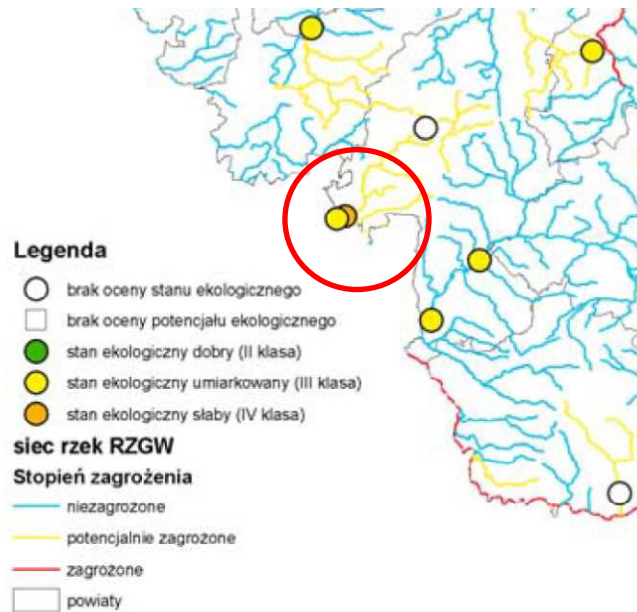 Legenda
brak oceny stanu ekologicznego
brak oceny potencjału ekologicznego
stan ekologiczny dobry (II klasa)
stan ekologiczny umiarkowany (III klasa)
stan ekologiczny słaby (IV klasa)
siec rzek RZGW
Stopień zagrożenia
niezagrożone
potencjalnie zagrożone
zagrożone
powiaty